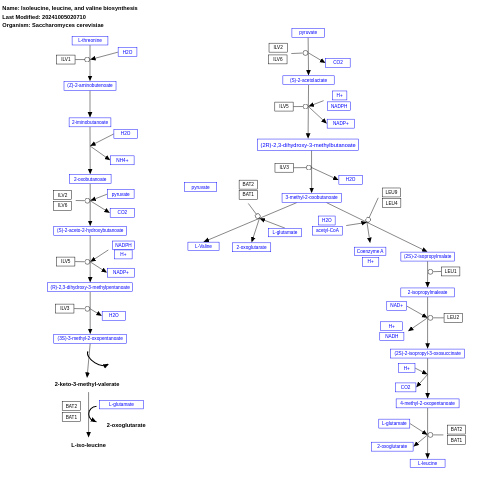 Name: Isoleucine, leucine, and valine biosynthesis
Last Modified: 20241005020710
Organism: Saccharomyces cerevisiae
L-threonine
H2O
ILV1
(Z)-2-aminobutenoate
2-iminobutanoate
H2O
NH4+
2-oxobutanoate
ILV2
ILV6
pyruvate
CO2
(S)-2-aceto-2-hydroxybutanoate
NADPH
H+
ILV5
NADP+
(R)-2,3-dihydroxy-3-methylpentanoate
ILV3
H2O
(3S)-3-methyl-2-oxopentanoate
2-keto-3-methyl-valerate
BAT2
BAT1
L-glutamate
2-oxoglutarate
L-iso-leucine
pyruvate
ILV2
ILV6
CO2
(S)-2-acetolactate
H+
NADPH
ILV5
NADP+
(2R)-2,3-dihydroxy-3-methylbutanoate
ILV3
H2O
pyruvate
BAT2
BAT1
3-methyl-2-oxobutanoate
LEU9
LEU4
H2O
acetyl-CoA
L-glutamate
L-Valine
2-oxoglutarate
Coenzyme A
H+
(2S)-2-isopropylmalate
LEU1
2-isopropylmaleate
NAD+
LEU2
H+
NADH
(2S)-2-isopropyl-3-oxosuccinate
H+
CO2
4-methyl-2-oxopentanoate
L-glutamate
BAT2
BAT1
2-oxoglutarate
L-leucine